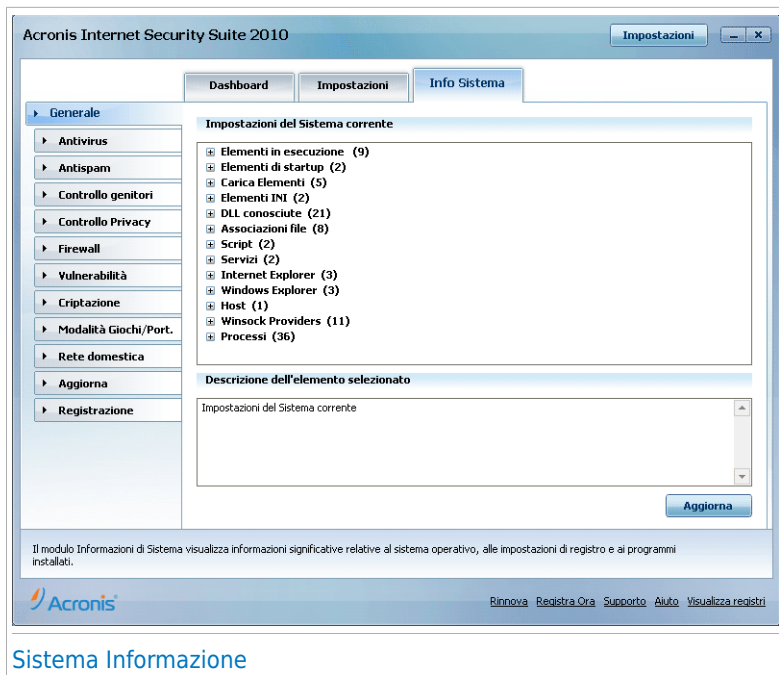 Acronis Internet Security Suite 2010
Impostazioni
Dashboard
Impostazioni
Info Sistema
Generale
Antivirus
Antispam
Controllo genitori
Controllo Privacy
Firewall
Vulnerabilità
Criptazione
Modalità Giochi/Port.
Rete domestica
Aggiorna
Registrazione
Impostazioni del Sistema corrente
Elementi in esecuzione (9)
Elementi di startup (2)
Carica Elementi (5)
Elementi INI (2)
DLL conosciute (21)
Associazioni file (8)
Script (2)
Servizi (2)
Internet Explorer (3)
Windows Explorer (3)
Host (1)
Winsock Providers (11)
Processi (36)
Descrizione dell'elemento selezionato
Impostazioni del Sistema corrente
Aggiorna
Il modulo Informazioni di Sistema visualizza informazioni significative relative al sistema operativo, alle impostazioni di registro e ai programmi
installati.
Acronis
Rinnova Registra Ora Supporto Aiuto Visualizza registri
Sistema Informazione